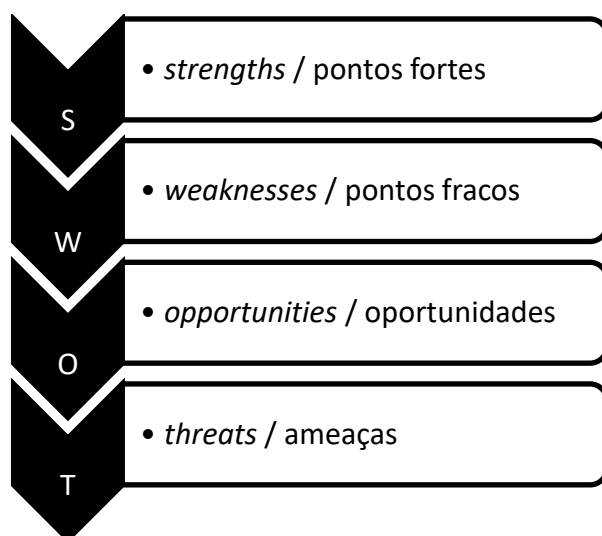 S
• strengths / pontos fortes
W
• weaknesses / pontos fracos
O
• opportunities / oportunidades
T
• threats / ameaças